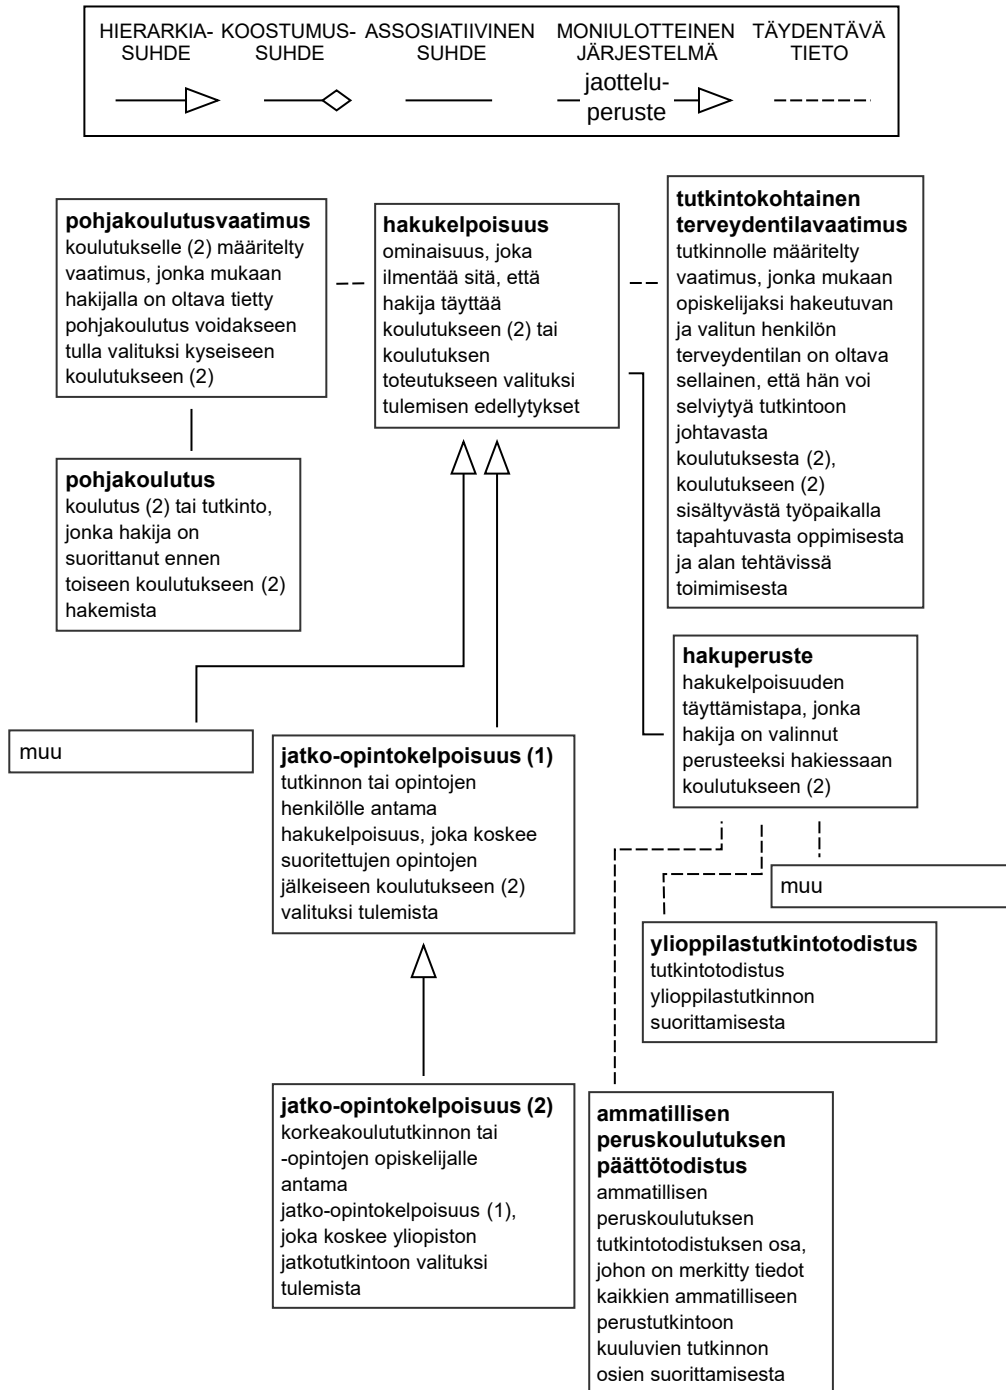 HIERARKIA-
SUHDE
KOOSTUMUS-
SUHDE
ASSOSIATIIVINEN
SUHDE
MONIULOTTEINEN
JÄRJESTELMÄ
jaottelu-
peruste
TÄYDENTÄVÄ
TIETO
pohjakoulutusvaatimus
koulutukselle (2) määritelty
vaatimus, jonka mukaan
hakijalla on oltava tietty
pohjakoulutus voidakseen
tulla valituksi kyseiseen
koulutukseen (2)
hakukelpoisuus
ominaisuus, joka
ilmentää sitä, että
hakija täyttää
koulutukseen (2) tai
koulutuksen
toteutukseen valituksi
tulemisen edellytykset
tutkintokohtainen
terveydentilavaatimus
tutkinnolle määritelty
vaatimus, jonka mukaan
opiskelijaksi hakeutuvan
ja valitun henkilön
terveydentilan on oltava
sellainen, että hän voi
selviytyä tutkintoon
johtavasta
koulutuksesta (2),
koulutukseen (2)
sisältyvästä työpaikalla
tapahtuvasta oppimisesta
ja alan tehtävissä
toimimisesta
pohjakoulutus
koulutus (2) tai tutkinto,
jonka hakija on
suorittanut ennen
toiseen koulutukseen (2)
hakemista
hakuperuste
hakukelpoisuuden
täyttämistapa, jonka
hakija on valinnut
perusteeksi hakiessaan
koulutukseen (2)
muu
jatko-opintokelpoisuus (1)
tutkinnon tai opintojen
henkilölle antama
hakukelpoisuus, joka koskee
suoritettujen opintojen
jälkeiseen koulutukseen (2)
valituksi tulemista
muu
ylioppilastutkintotodistus
tutkintotodistus
ylioppilastutkinnon
suorittamisesta
jatko-opintokelpoisuus (2)
korkeakoulututkinnon tai
-opintojen opiskelijalle
antama
jatko-opintokelpoisuus (1),
joka koskee yliopiston
jatkotutkintoon valituksi
tulemista
ammatillisen
peruskoulutuksen
päättötodistus
ammatillisen
peruskoulutuksen
tutkintotodistuksen osa,
johon on merkitty tiedot
kaikkien ammatilliseen
perustutkintoon
kuuluvien tutkinnon
osien suorittamisesta